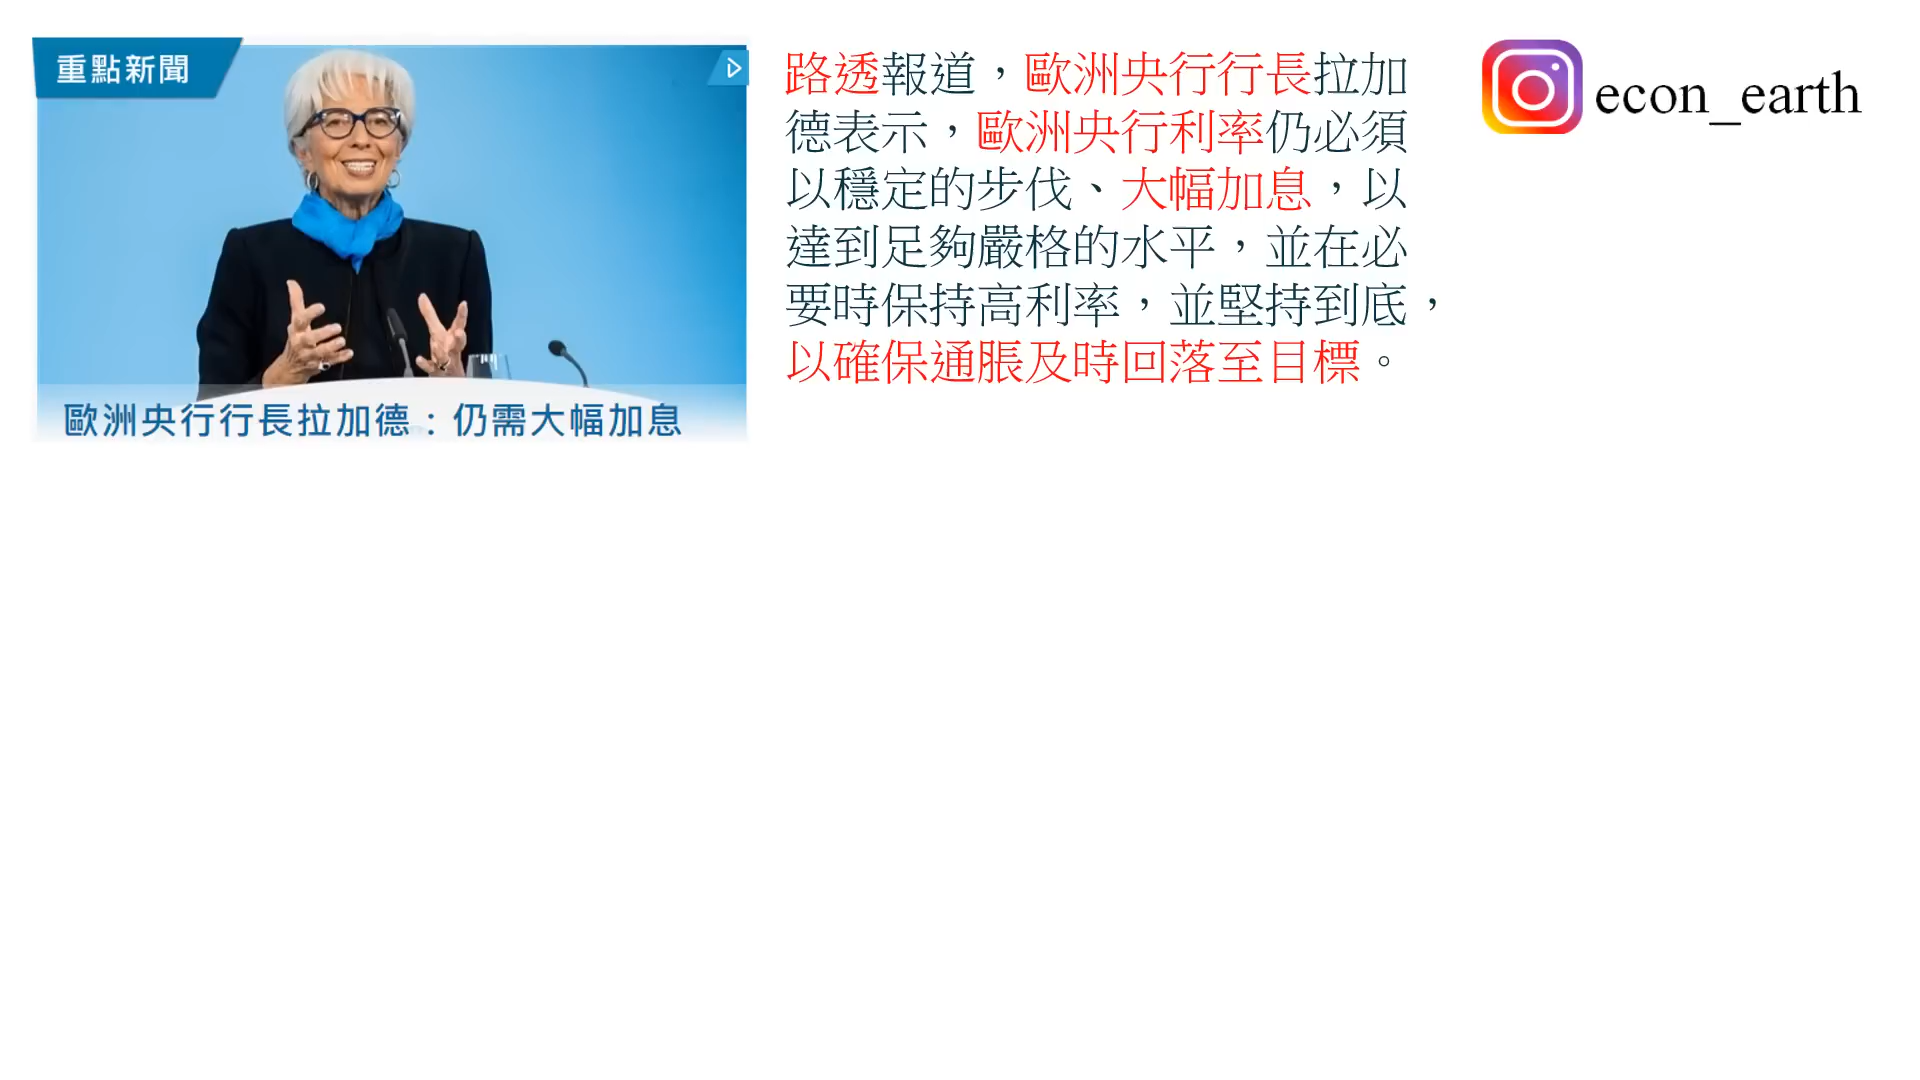 重點新聞
歐洲央行行長拉加德：仍需大幅加息
路透報道，歐洲央行行長拉加
德表示，歐洲央行利率仍必須
以穩定的步伐、大幅加息，以
達到足夠嚴格的水平，並在必
要時保持高利率，並堅持到底，
以確保通脹及時回落至目標。
econ_earth